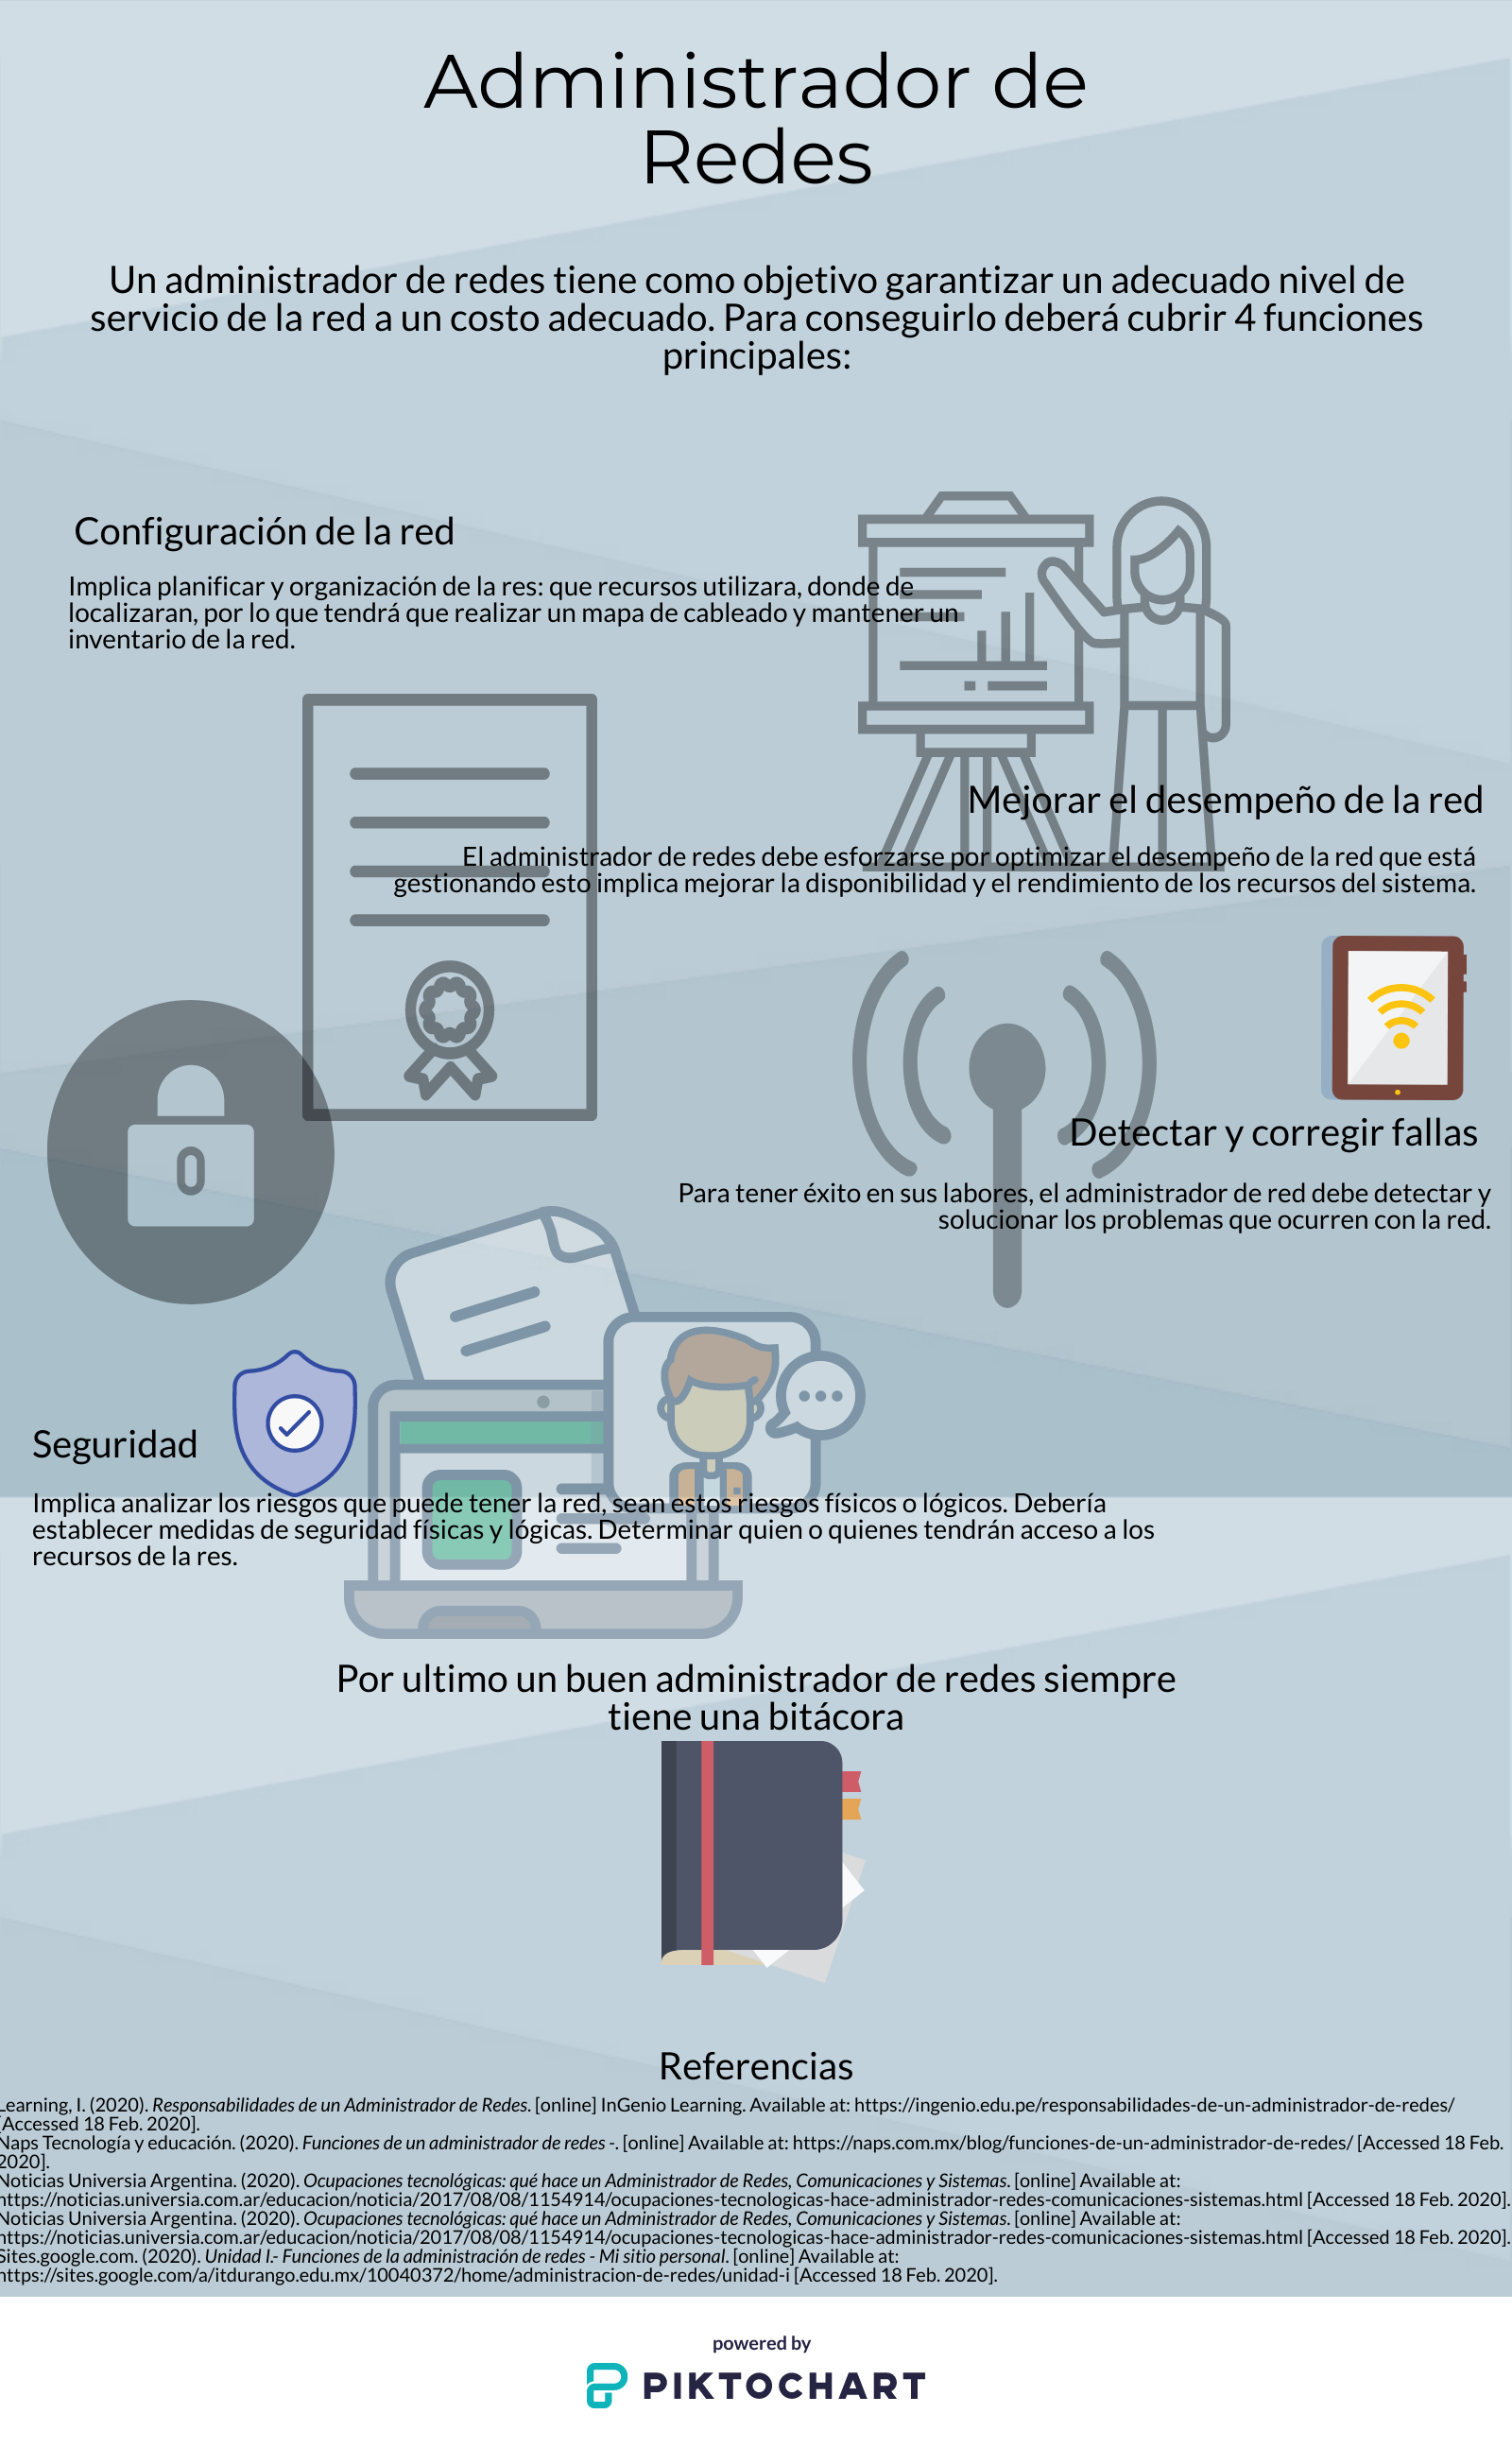 Administrador de
Redes
Un administrador de redes tiene como objetivo garantizar un adecuado nivel de
servicio de la red a un costo adecuado. Para conseguirlo deberá cubrir 4 funciones
principales:
Configuración de la red
Implica planificar y organización de la res: que recursos utilizara, donde de
localizaran, por lo que tendrá que realizar un mapa de cableado y mantener un
inventario de la red.
Mejorar el desempeño de la red
El administrador de redes debe esforzarse por optimizar el desempeño de la red que está
gestionando esto implica mejorar la disponibilidad y el rendimiento de los recursos del sistema.
Detectar y corregir fallas
Para tener éxito en sus labores, el administrador de red debe detectar y
solucionar los problemas que ocurren con la red.
Seguridad
Implica analizar los riesgos que puede tener la red, sean estos riesgos físicos o lógicos. Debería
establecer medidas de seguridad físicas y lógicas. Determinar quien o quienes tendrán acceso a los
recursos de la res.
Por ultimo un buen administrador de redes siempre
tiene una bitácora
Referencias
Learning, I. (2020). Responsabilidades de un Administrador de Redes. [online] InGenio Learning. Available at: https://ingenio.edu.pe/responsabilidades-de-un-administrador-de-redes/
[Accessed 18 Feb. 2020].
Naps Tecnología y educación. (2020). Funciones de un administrador de redes -. [online] Available at: https://naps.com.mx/blog/funciones-de-un-administrador-de-redes/ [Accessed 18 Feb.
2020].
Noticias Universia Argentina. (2020). Ocupaciones tecnológicas: qué hace un Administrador de Redes, Comunicaciones y Sistemas. [online] Available at:
https://noticias.universia.com.ar/educacion/noticia/2017/08/08/1154914/ocupaciones-tecnologicas-hace-administrador-redes-comunicaciones-sistemas.html [Accessed 18 Feb. 2020].
Noticias Universia Argentina. (2020). Ocupaciones tecnológicas: qué hace un Administrador de Redes, Comunicaciones y Sistemas. [online] Available at:
https://noticias.universia.com.ar/educacion/noticia/2017/08/08/1154914/ocupaciones-tecnologicas-hace-administrador-redes-comunicaciones-sistemas.html [Accessed 18 Feb. 2020].
Sites.google.com. (2020). Unidad I.- Funciones de la administración de redes - Mi sitio personal. [online] Available at:
https://sites.google.com/a/itdurango.edu.mx/10040372/home/administracion-de-redes/unidad-i [Accessed 18 Feb. 2020].
powered by
PIKTOCHART